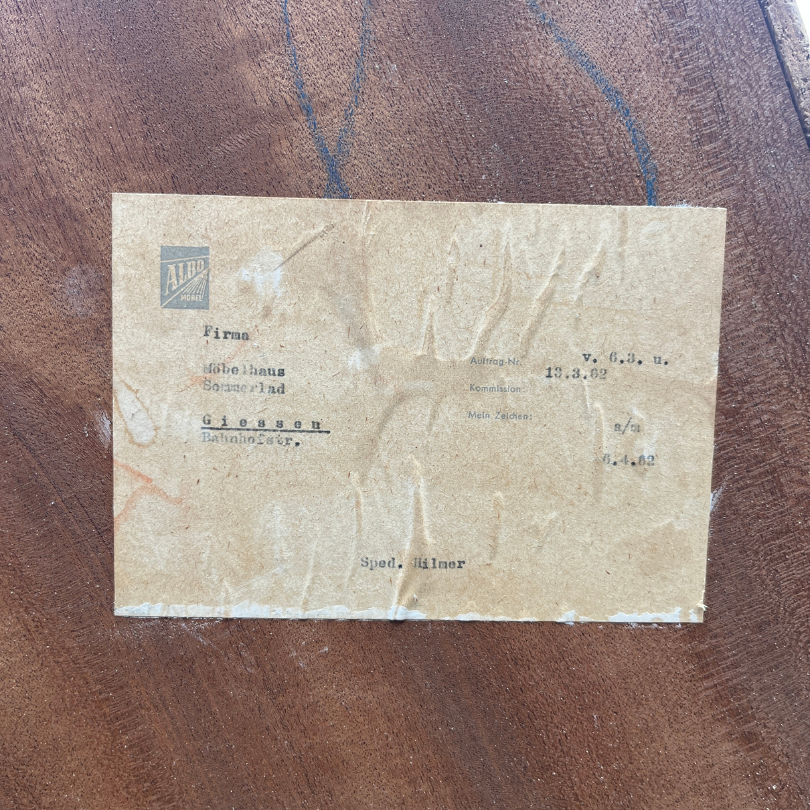 ALBO
MÖBEL
Firma
Möbelhaus
Sommerlad
Giessen
Bahnhofstr.
Auftrag-Nr. v. 6.3. u.
13.3.62
Kommission:
Mein Zeichen:
s/m
6.4.62
Sped. Hilmer